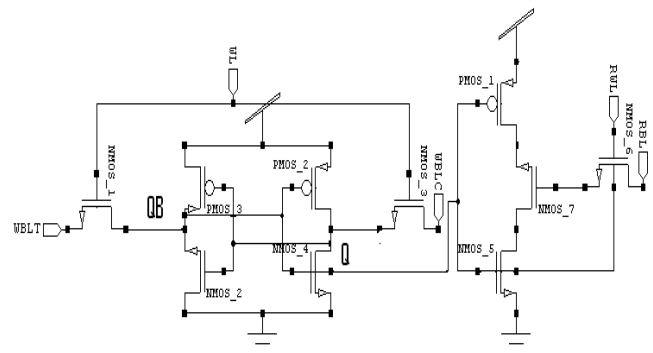 WL
PMOS_1
RWL
NMOS_6
RBL
NMOS_1
PMOS_2
NMOS_3
WBLC
QB
PMOS_3
NMOS_7
WBLT
NMOS_4
Q
NMOS_5
NMOS_2